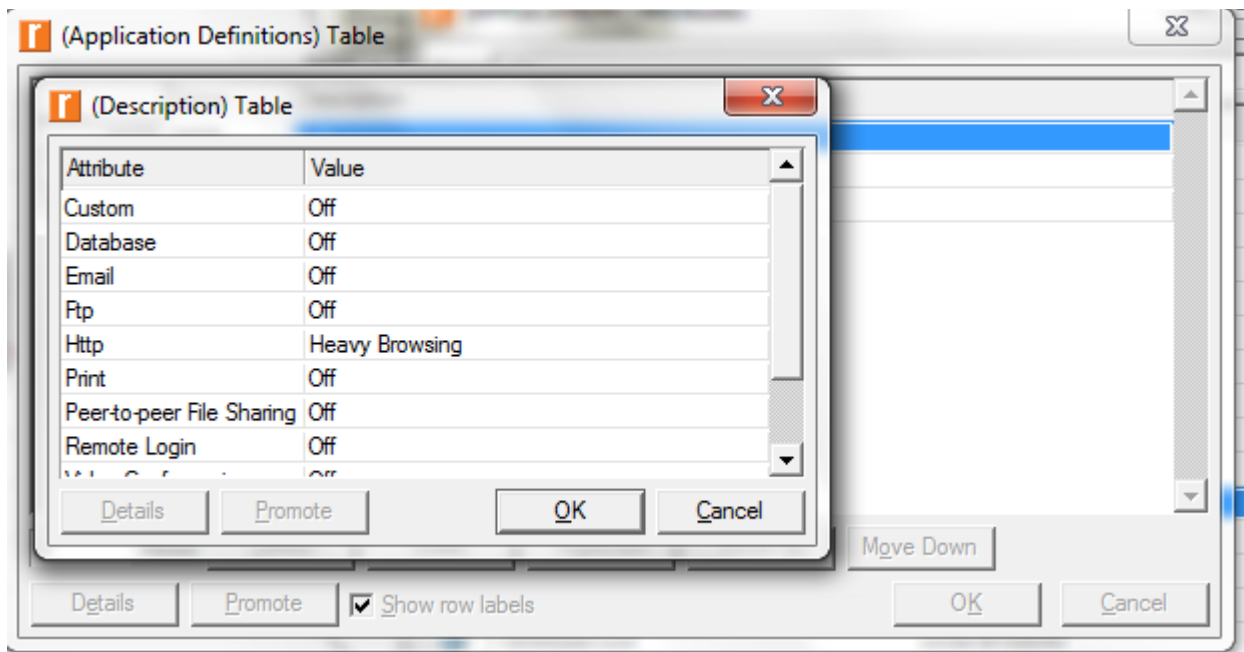 (Application Definitions) Table
(Description) Table
Attribute Value
Custom Off
Database Off
Email Off
Ftp Off
Http Heavy Browsing
Print Off
Peer-to-peer File Sharing Off
Remote Login Off
Off
Details Promote OK Cancel
Move Down
Details Promote Show row labels OK Cancel